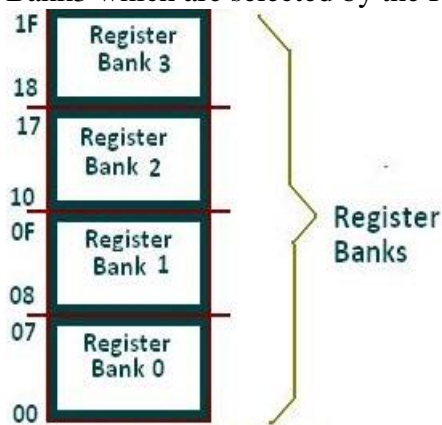 1F
Register
Bank 3
18
17
Register
Bank 2
10
0F
Register
Bank 1
08
07
Register
Bank 0
00
Register
Banks